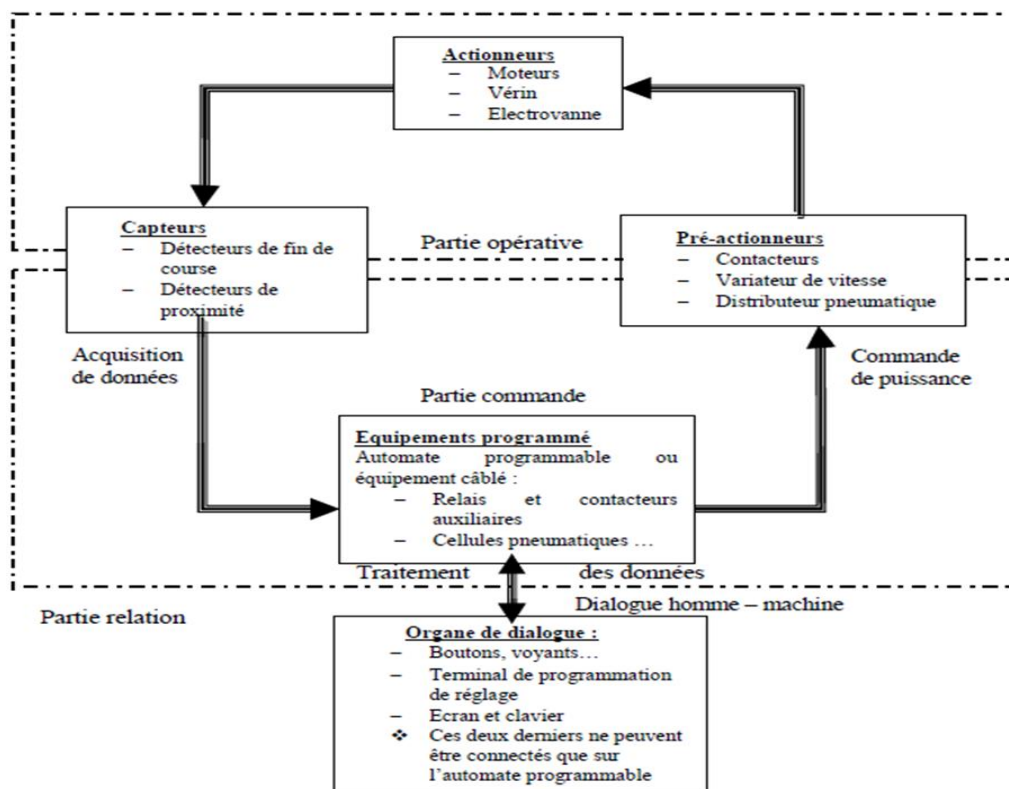 Actionneurs
– Moteurs
– Vérin
– Electrovanne
Capteurs
– Détecteurs de fin de
course
– Détecteurs de
proximité
Partie opérative
Pré-actionneurs
– Contacteurs
– Variateur de vitesse
– Distributeur pneumatique
Acquisition
de données
Commande
de puissance
Partie commande
Equipements programmé
Automate programmable ou
équipement câblé :
– Relais et contacteurs
auxiliaires
– Cellules pneumatiques …
Traitement des données
Partie relation
Dialogue homme – machine
Organe de dialogue :
– Boutons, voyants…
– Terminal de programmation
de réglage
– Ecran et clavier
❖ Ces deux derniers ne peuvent
être connectés que sur
l’automate programmable